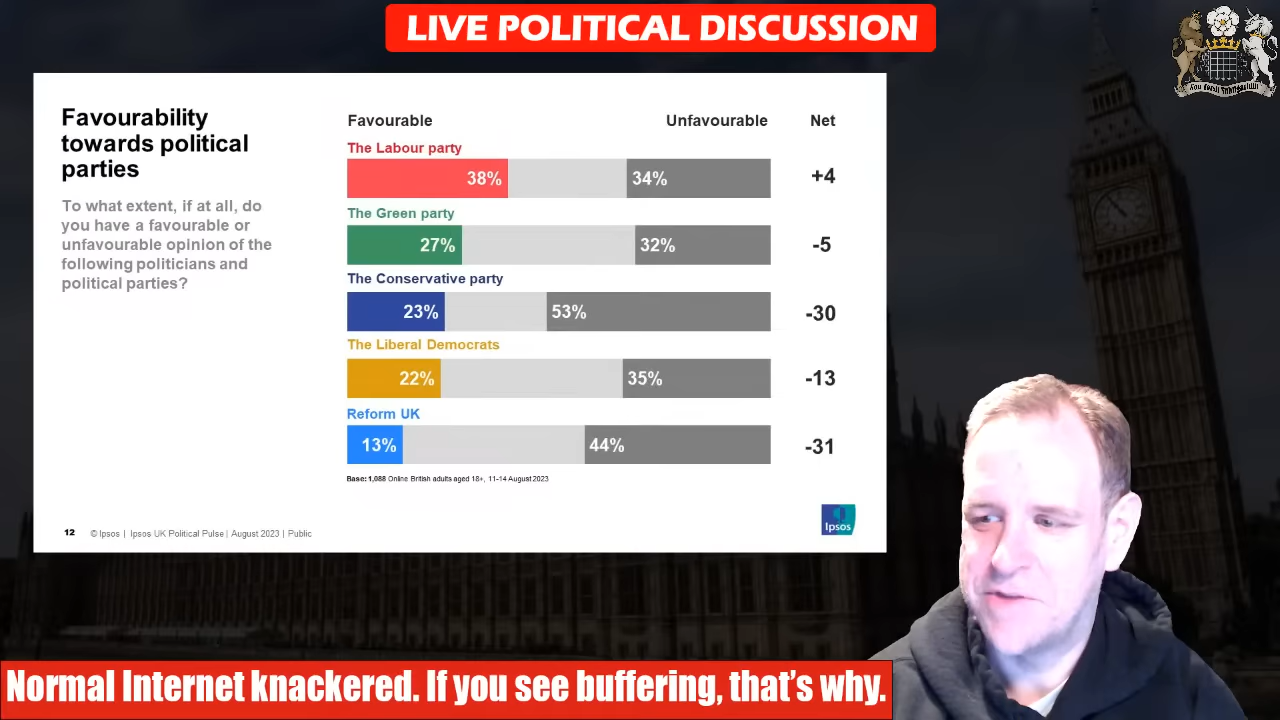 LIVE POLITICAL DISCUSSION
Favourability
towards political
parties
To what extent, if at all, do
you have a favourable or
unfavourable opinion of the
following politicians and
political parties?
Favourable Unfavourable Net
The Labour party
38% 34% +4
The Green party
27% 32% -5
The Conservative party
23% 53% -30
The Liberal Democrats
22% 35% -13
Reform UK
13% 44% -31
Base: 1,088 Online British adults aged 18+, 11-14 August 2023
12 © Ipsos | Ipsos UK Political Pulse | August 2023 | Public
Ipsos
Normal Internet knackered. If you see buffering, that's why.